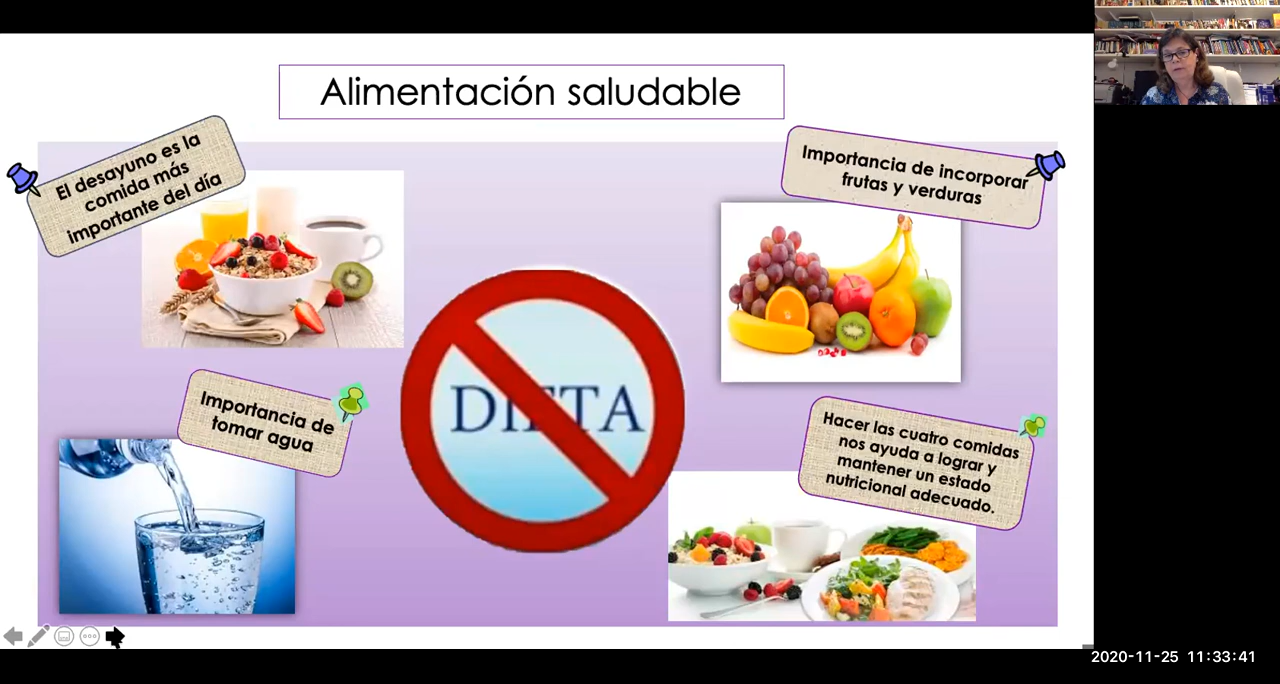 Alimentación saludable
El desayuno es la
comida más
importante del día
Importancia de incorporar
frutas y verduras
DIETA
Importancia de
tomar agua
Hacer las cuatro comidas
nos ayuda a lograr y
mantener un estado
nutricional adecuado.
2020-11-25 11:33:41